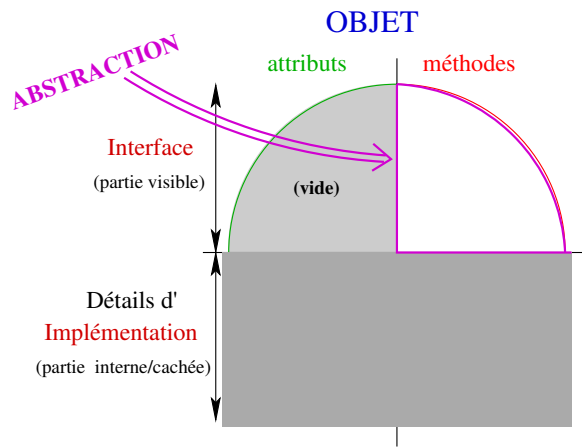 OBJET
attributs
méthodes
ABSTRACTION
Interface
(partie visible)
(vide)
Détails d'
Implémentation
(partie interne/cachée)